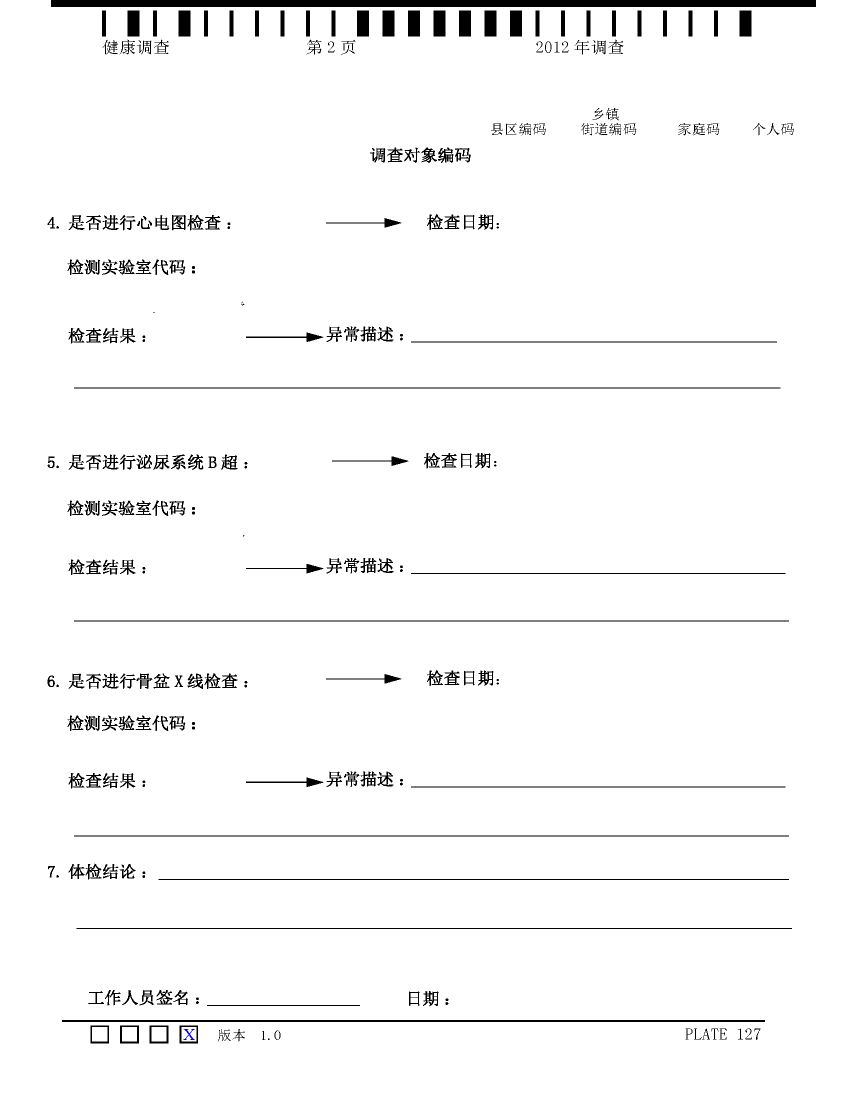 健康调查 第 2 页 2012 年调查
乡镇
县区编码 街道编码 家庭码 个人码
调查对象编码
4. 是否进行心电图检查： 检查日期：
检测实验室代码：
检查结果： 异常描述：
5. 是否进行泌尿系统 B 超： 检查日期：
检测实验室代码：
检查结果： 异常描述：
6. 是否进行骨盆 X 线检查： 检查日期：
检测实验室代码：
检查结果： 异常描述：
7. 体检结论：
工作人员签名： 日期：
X 版本 1.0 PLATE 127